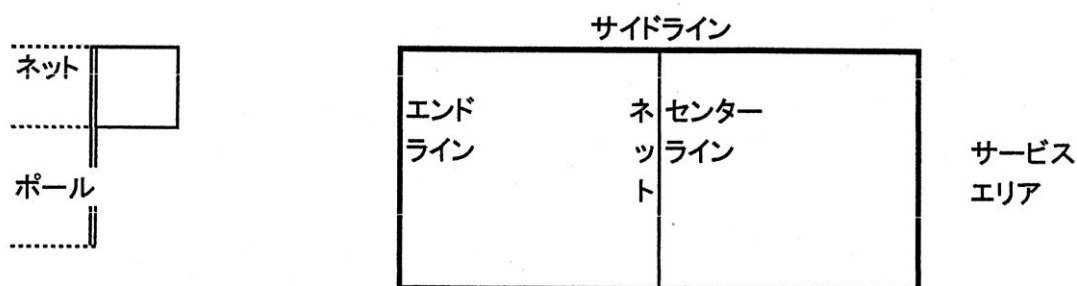 サイドライン
ネット
ポール
エンド
ライン
ネット
センター
ライン
サービス
エリア